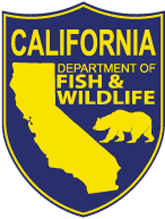 CALIFORNIA
DEPARTMENT OF
FISH &
WILDLIFE